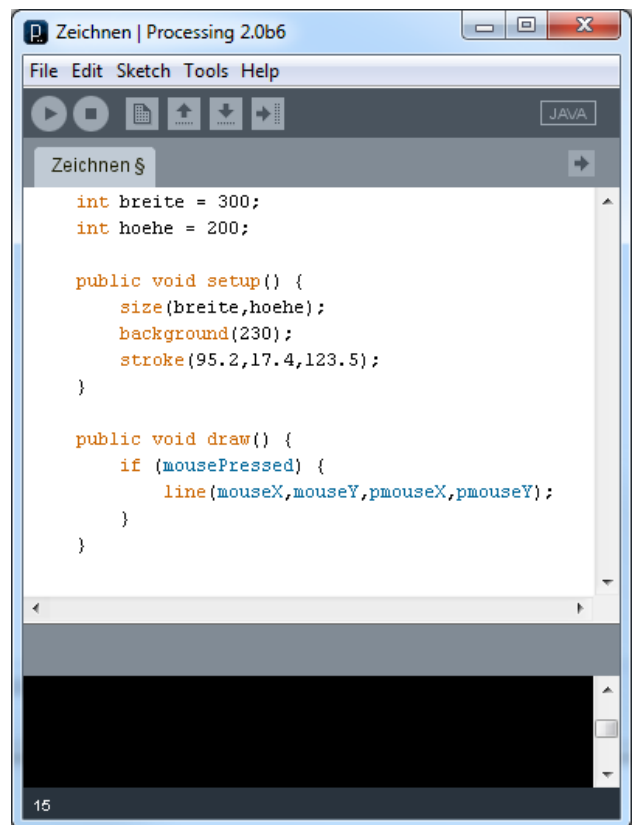 Zeichnen | Processing 2.0b6
File Edit Sketch Tools Help
JAVA
Zeichnen §
int breite = 300;
int hoehe = 200;
public void setup() {
size(breite,hoehe);
background(230);
stroke(95.2,17.4,123.5);
}
public void draw() {
if (mousePressed) {
line(mouseX,mouseY,pmouseX,pmouseY);
}
}
15